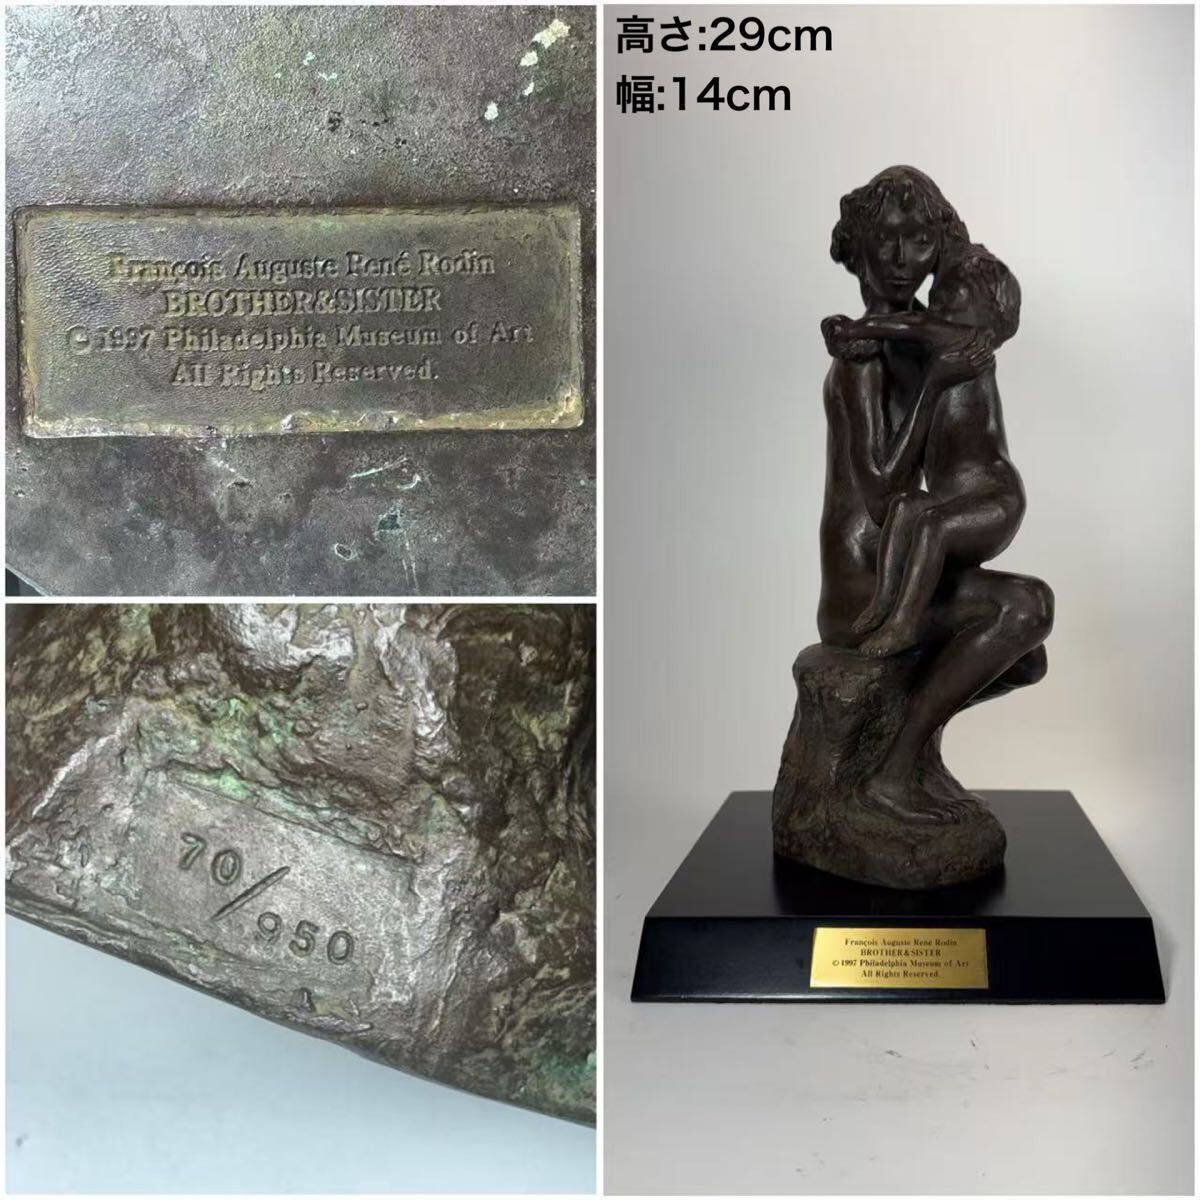 François Auguste René Rodin
BROTHER&SISTER
© 1997 Philadelphia Museum of Art
All Rights Reserved.
70/950
高さ:29cm
幅:14cm
François Auguste René Rodin
BROTHER&SISTER
© 1997 Philadelphia Museum of Art
All Rights Reserved.